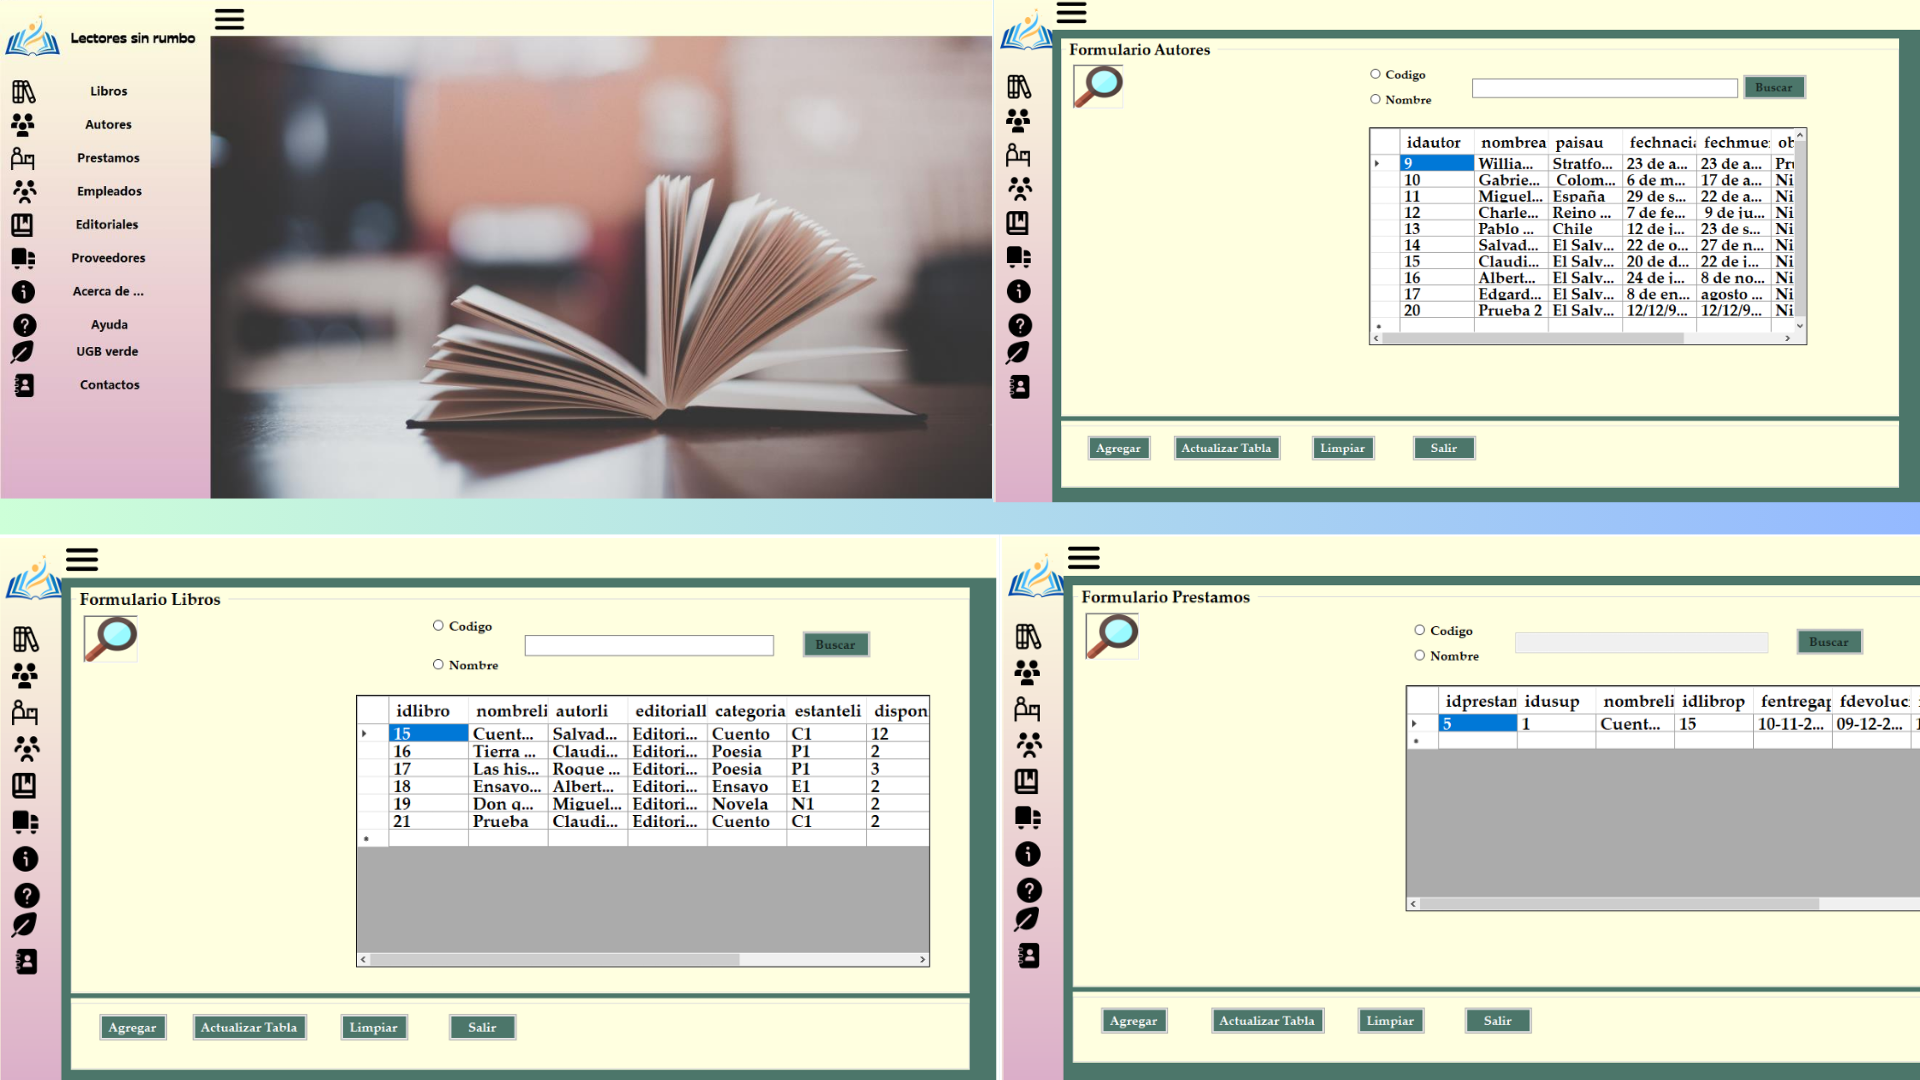 Lectores sin rumbo
Libros
Autores
Prestamos
Empleados
Editoriales
Proveedores
Acerca de ...
Ayuda
UGB verde
Contactos
Formulario Autores
Codigo
Nombre
Buscar
idautor nombrea paisau fechnaci fechmue ob
9 Willia... Stratfo... 23 de a... 23 de a... Pr
10 Gabrie... Colom... 6 de m... 17 de a... Ni
11 Miguel... España 29 de s... 22 de a... Ni
12 Charle... Reino ... 7 de fe... 9 de ju... Ni
13 Pablo ... Chile 12 de j... 23 de s... Ni
14 Salvad... El Salv... 22 de o... 27 de n... Ni
15 Claudi... El Salv... 20 de d... 22 de j... Ni
16 Albert... El Salv... 24 de j... 8 de no... Ni
17 Edgard... El Salv... 8 de en... agosto ... Ni
20 Prueba 2 El Salv... 12/12/9... 12/12/9... Ni
Agregar Actualizar Tabla Limpiar Salir
Formulario Libros
Codigo
Nombre
Buscar
idlibro nombreli autorli editoriall categoria estanteli dispon
15 Cuent... Salvad... Editori... Cuento C1 12
16 Tierra ... Claudi... Editori... Poesia P1 2
17 Las his... Roque ... Editori... Poesia P1 3
18 Ensayo... Albert... Editori... Ensayo E1 2
19 Don q... Miguel... Editori... Novela N1 2
21 Prueba Claudi... Editori... Cuento C1 2
Agregar Actualizar Tabla Limpiar Salir
Formulario Prestamos
Codigo
Nombre
Buscar
idprestan idusup nombreli idlibrop fentregap fdevoluc
5 1 Cuent... 15 10-11-2... 09-12-2...
Agregar Actualizar Tabla Limpiar Salir